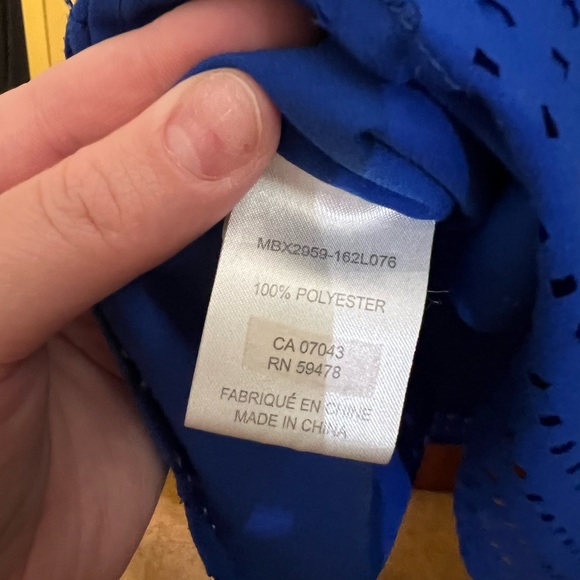 MBX2959-162L076
100% POLYESTER
CA 07043
RN 59478
FABRIQUÉ EN CHINE
MADE IN CHINA